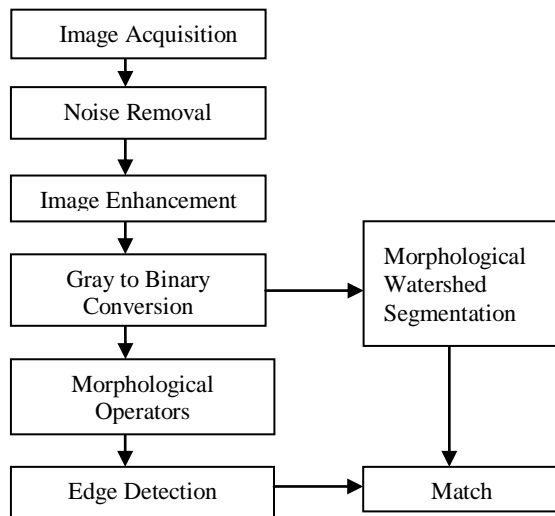 Image Acquisition
Noise Removal
Image Enhancement
Gray to Binary
Conversion
Morphological
Watershed
Segmentation
Morphological
Operators
Edge Detection
Match